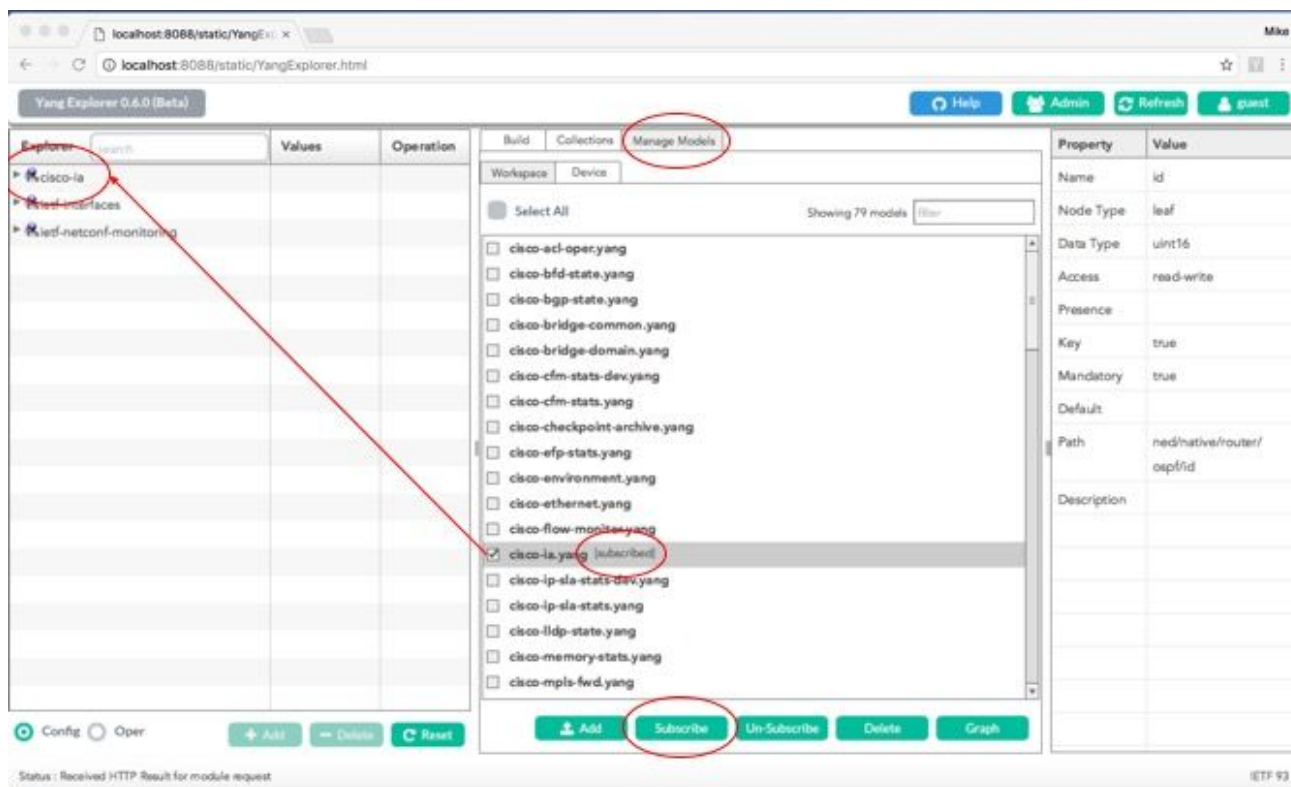 localhost:8088/static/YangEx
Mike
localhost:8088/static/YangExplorer.html
Yang Explorer 0.6.0 (Beta)
Help
Admin
Refresh
guest
Explorer
search
Values
Operation
cisco-ia
ietf-interfaces
ietf-netconf-monitoring
Config
Oper
Add
Delete
Reset
Build
Collections
Manage Models
Workspace
Device
Select All
Showing 79 models
filter
cisco-acl-oper.yang
cisco-bfd-state.yang
cisco-bgp-state.yang
cisco-bridge-common.yang
cisco-bridge-domain.yang
cisco-cfm-stats-dev.yang
cisco-cfm-stats.yang
cisco-checkpoint-archive.yang
cisco-efp-stats.yang
cisco-environment.yang
cisco-ethernet.yang
cisco-flow-monitor.yang
cisco-ia.yang [subscribed]
cisco-ip-sla-stats-dev.yang
cisco-ip-sla-stats.yang
cisco-lldp-state.yang
cisco-memory-stats.yang
cisco-mpls-fwd.yang
Add
Subscribe
Un-Subscribe
Delete
Graph
Property Value
Name id
Node Type leaf
Data Type uint16
Access read-write
Presence
Key true
Mandatory true
Default
Path ned/native/router/
ospf/id
Description
Status : Received HTTP Result for module request
IETF 93